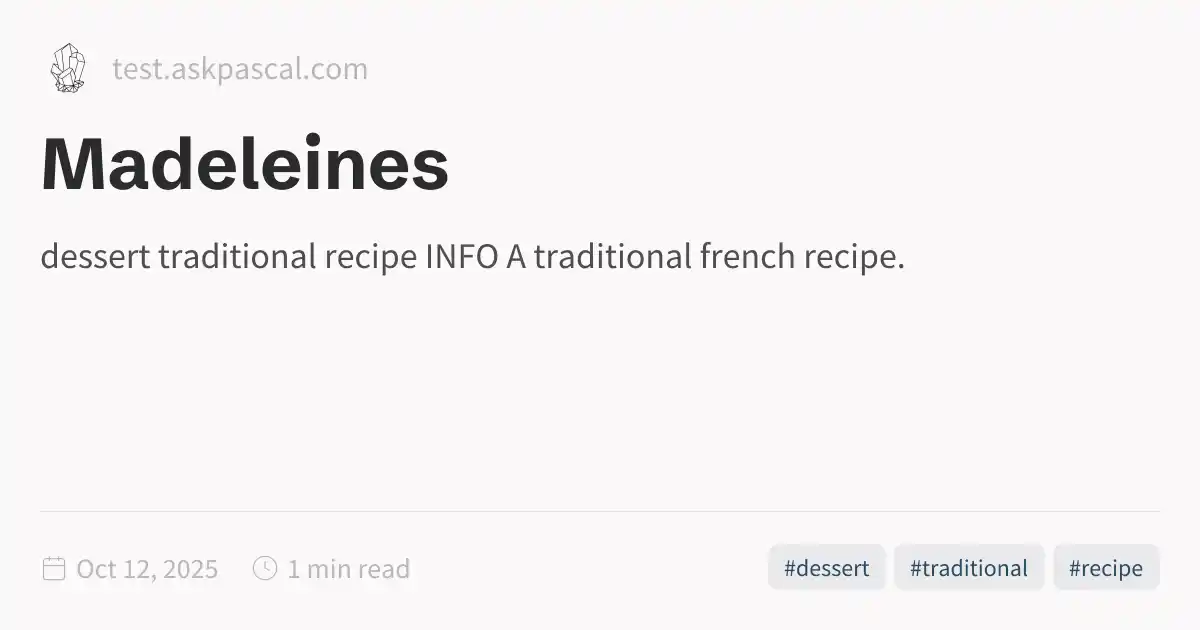 test.askpascal.com
Madeleines
dessert traditional recipe INFO A traditional french recipe.
Oct 12, 2025 1 min read #dessert #traditional #recipe